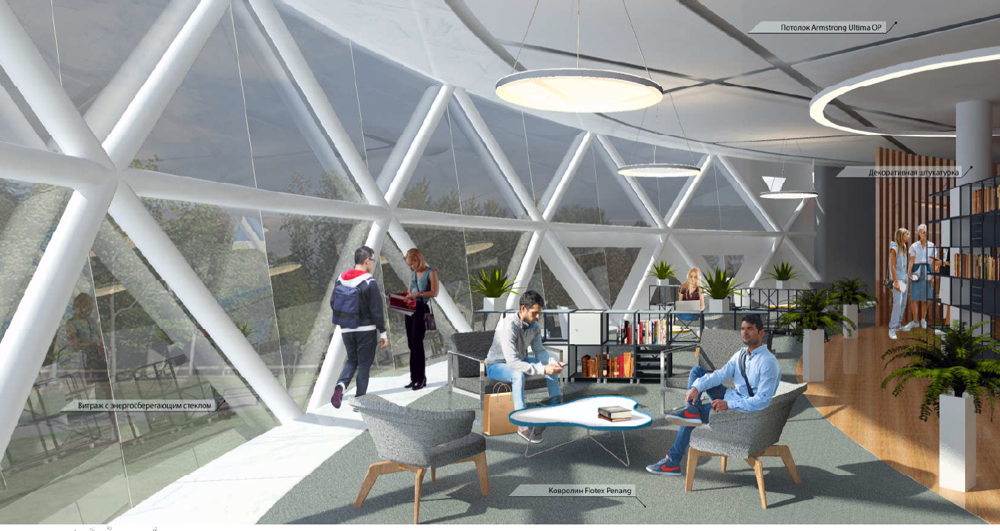 Потолок Armstrong Ultima OP
Декоративная штукатурка
Витраж с энергосберегающим стеклом
Ковролин Flotex Penang